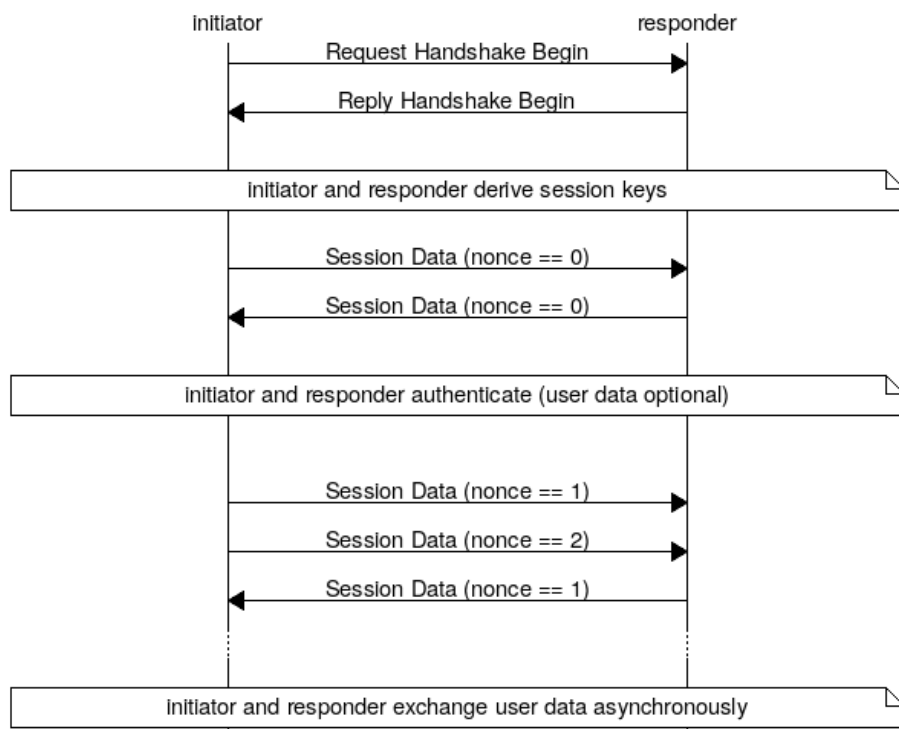 initiator
responder
Request Handshake Begin
Reply Handshake Begin
initiator and responder derive session keys
Session Data (nonce == 0)
Session Data (nonce == 0)
initiator and responder authenticate (user data optional)
Session Data (nonce == 1)
Session Data (nonce == 2)
Session Data (nonce == 1)
initiator and responder exchange user data asynchronously